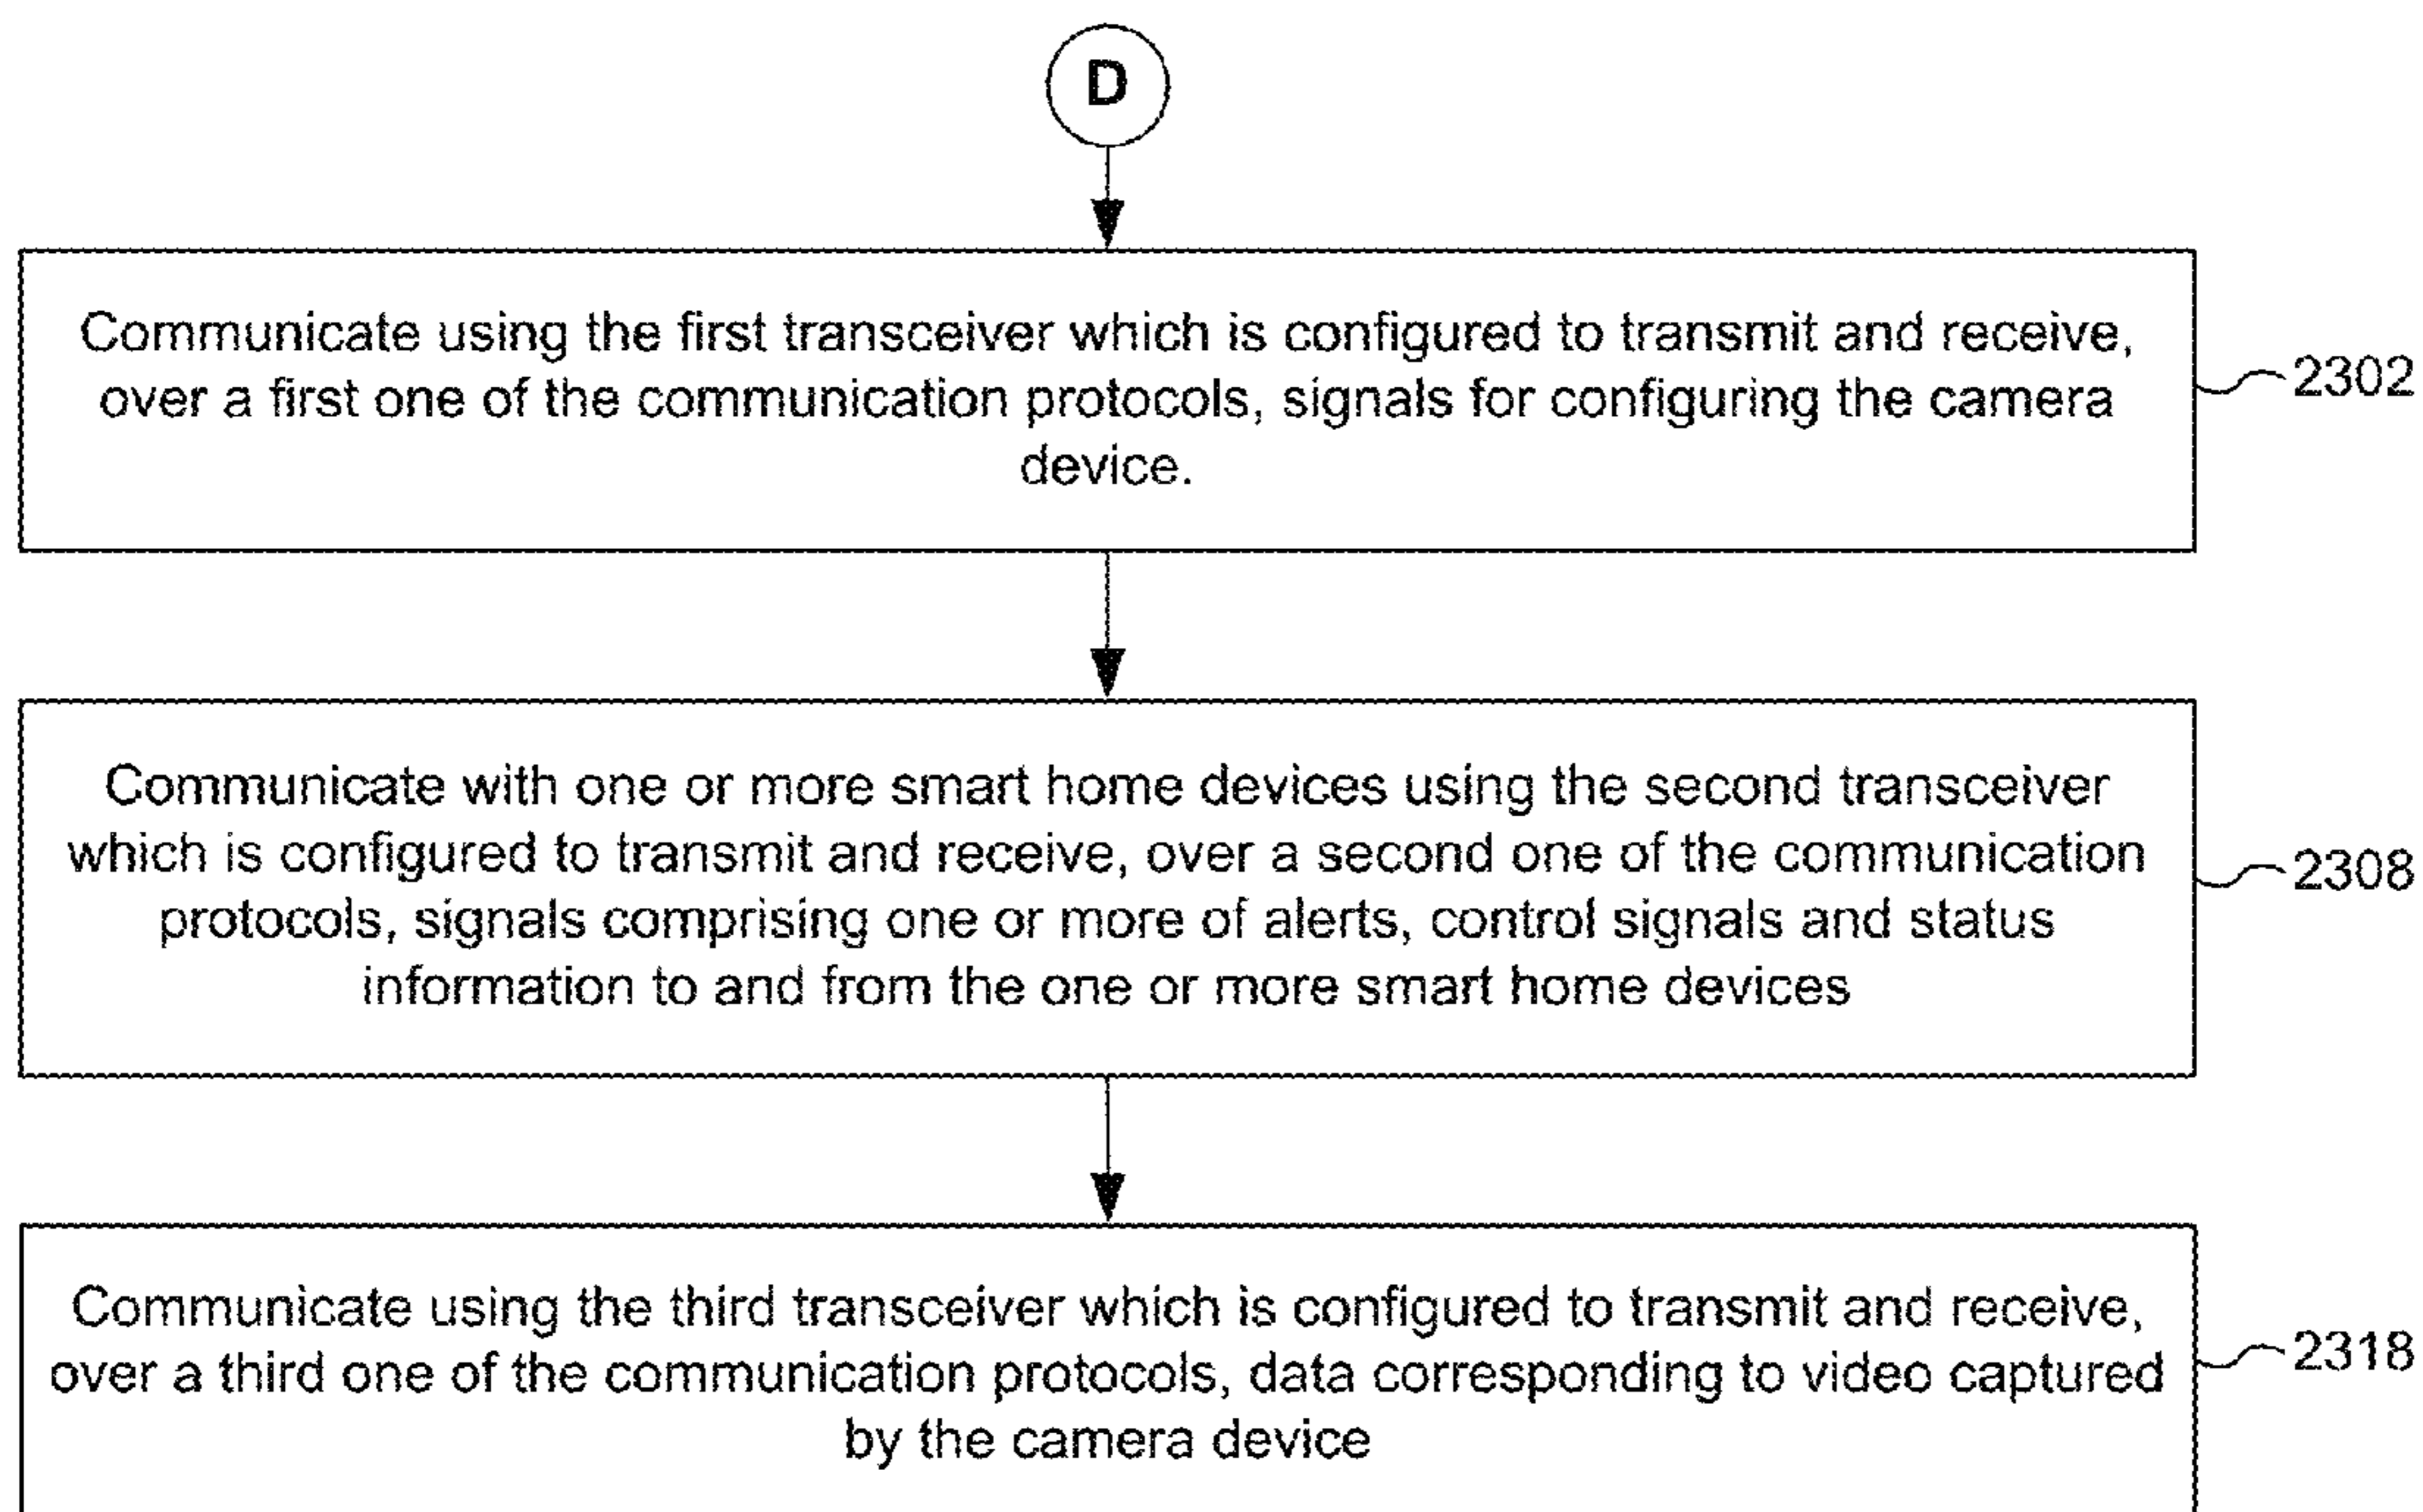 D
Communicate using the first transceiver which is configured to transmit and receive,
over a first one of the communication protocols, signals for configuring the camera
device.
2302
Communicate with one or more smart home devices using the second transceiver
which is configured to transmit and receive, over a second one of the communication
protocols, signals comprising one or more of alerts, control signals and status
information to and from the one or more smart home devices
2308
Communicate using the third transceiver which is configured to transmit and receive,
over a third one of the communication protocols, data corresponding to video captured
by the camera device
2318